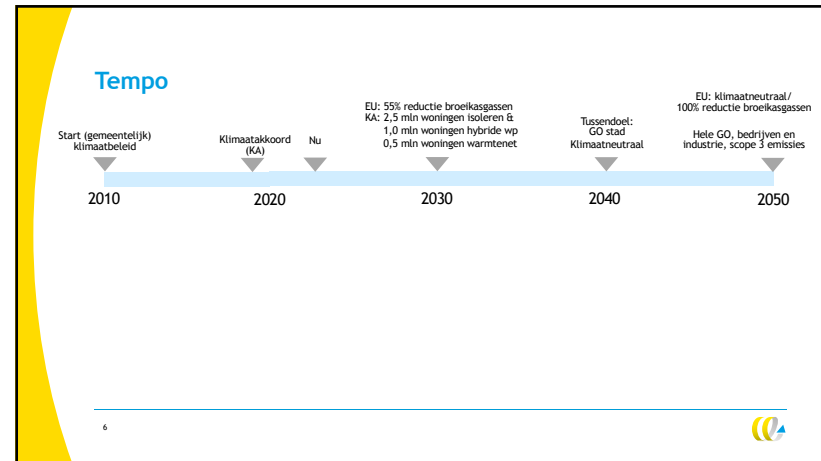 Tempo
Start (gemeentelijk)
klimaatbeleid
Klimaatakkoord
(KA)
Nu
EU: 55% reductie broeikasgassen
KA: 2,5 mln woningen isoleren &
1,0 mln woningen hybride wp
0,5 mln woningen warmtenet
Tussendoel:
GO stad
Klimaatneutraal
EU: klimaatneutraal/
100% reductie broeikasgassen
Hele GO, bedrijven en
industrie, scope 3 emissies
2010
2020
2030
2040
2050
6